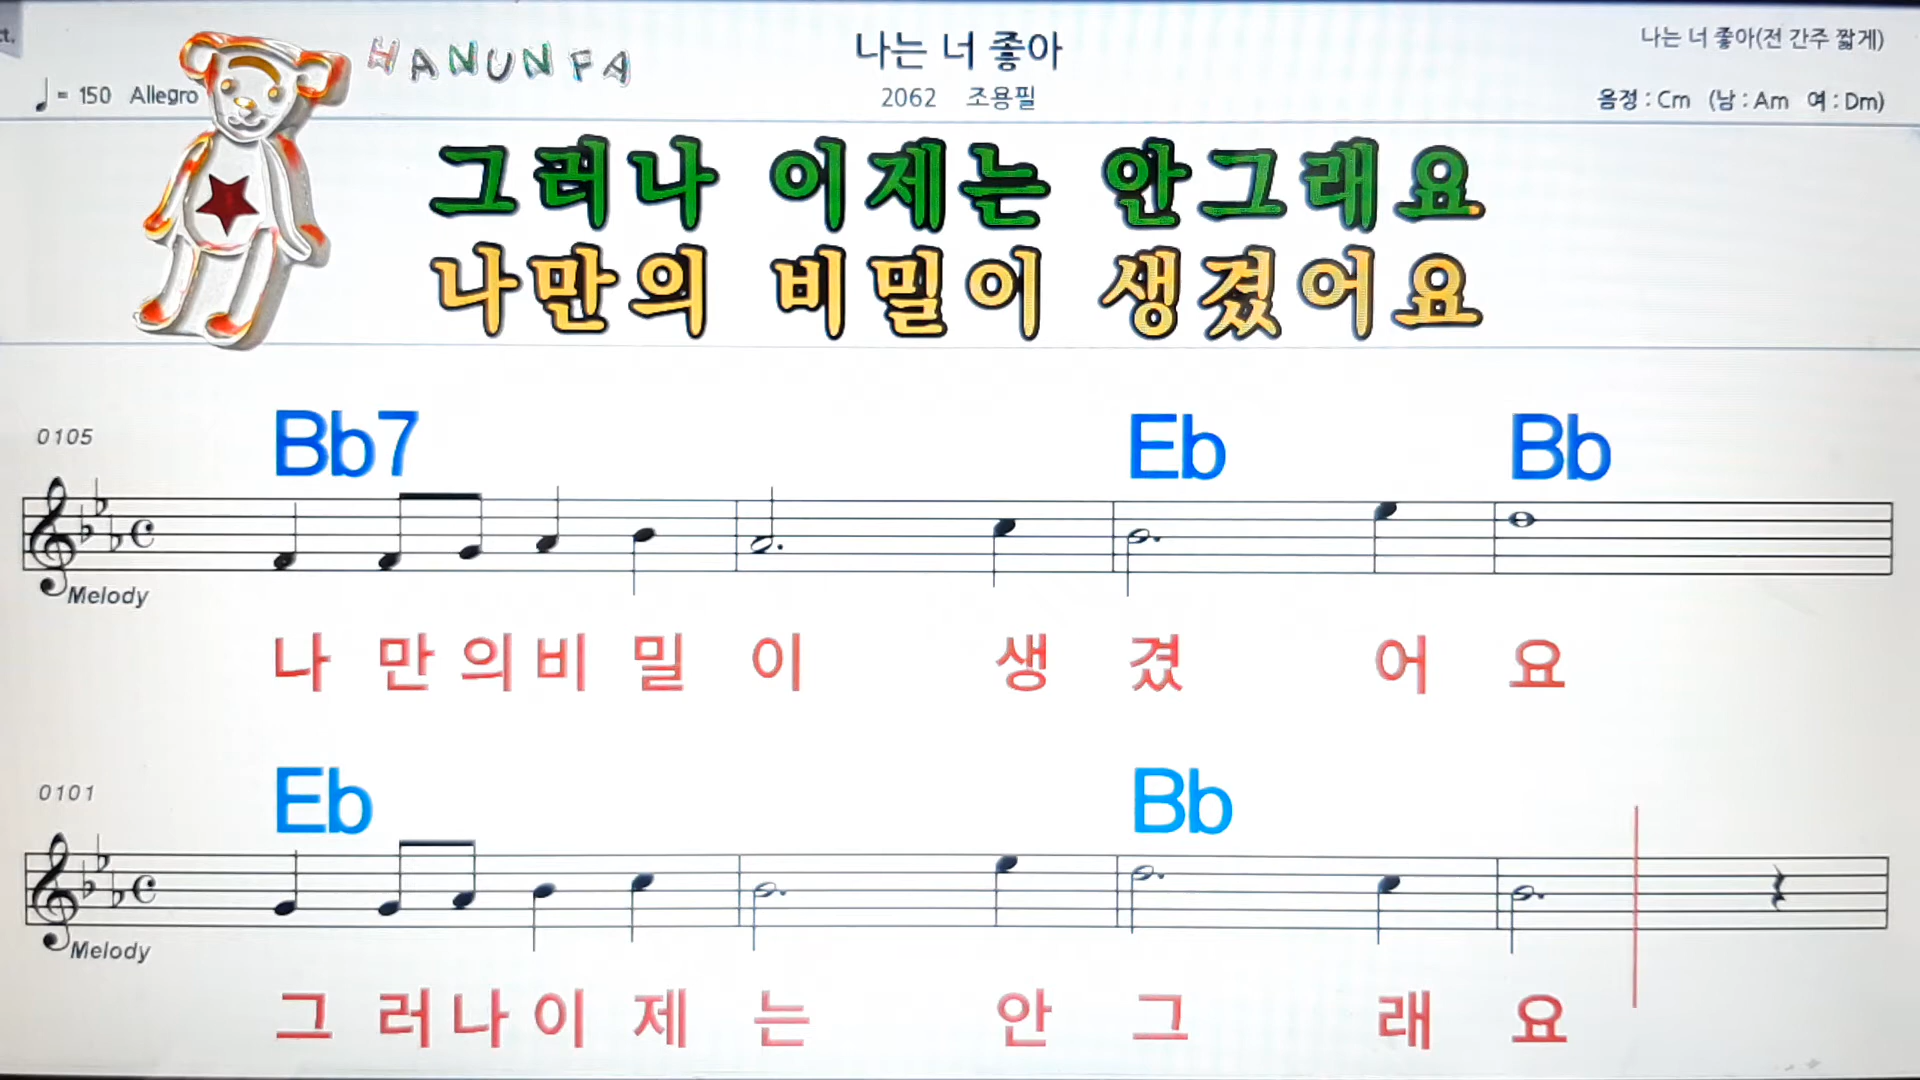 ct.
HANUNFA
나는 너 좋아
나는 너 좋아(전 간주 짧게)
♩= 150 Allegro
2062 조용필
음정 : Cm (남 : Am 여 : Dm)
그러나 이제는 안그래요
나만의 비밀이 생겼어요
0105
Bb7 Eb Bb
Melody
나 만 의 비 밀 이 생 겼 어 요
0101
Eb Bb
Melody
그 러 나 이 제 는 안 그 래 요